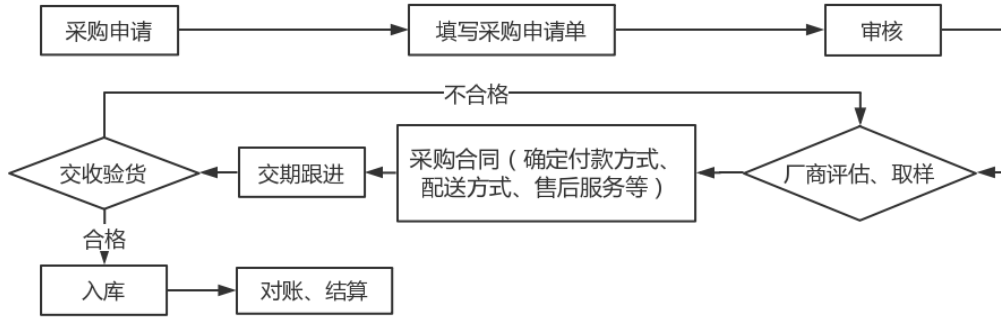 采购申请
填写采购申请单
审核
不合格
交收验货
交期跟进
采购合同（确定付款方式、
配送方式、售后服务等）
厂商评估、取样
合格
入库
对账、结算